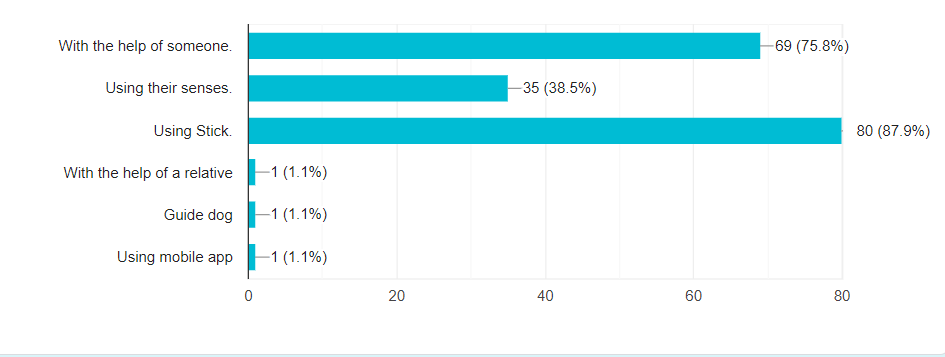 With the help of someone. 69 (75.8%)
Using their senses. 35 (38.5%)
Using Stick. 80 (87.9%)
With the help of a relative 1 (1.1%)
Guide dog 1 (1.1%)
Using mobile app 1 (1.1%)
0 20 40 60 80